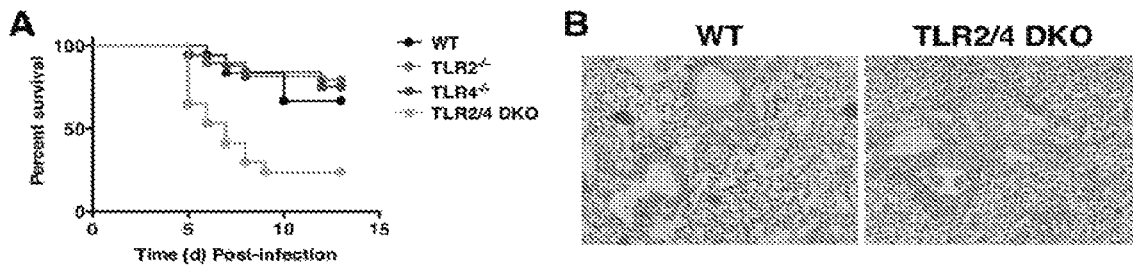 A
Percent survival
100
50
0
0 5 10 15
Time (d) Post-infection
WT
TLR2-/-
TLR4-/-
TLR2/4 DKO
B
WT TLR2/4 DKO